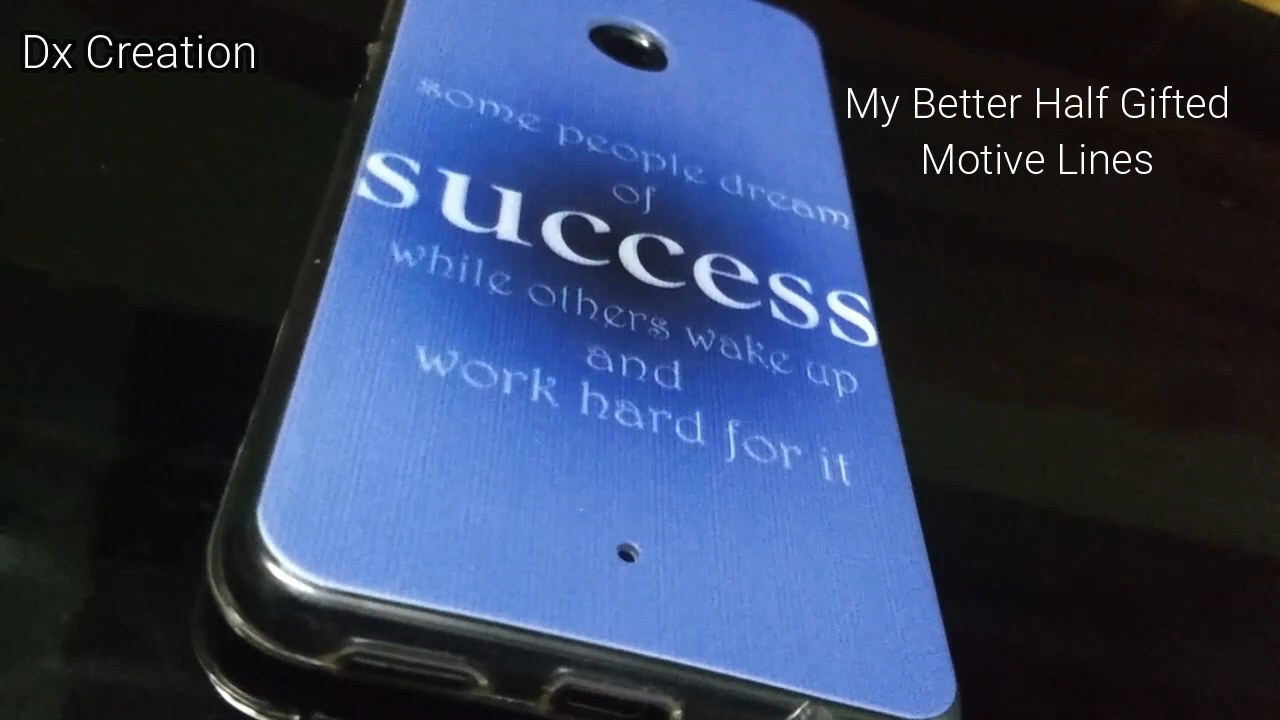 Dx Creation
My Better Half Gifted
Motive Lines
some people dream
of
success
while others wake up
and
work hard for it